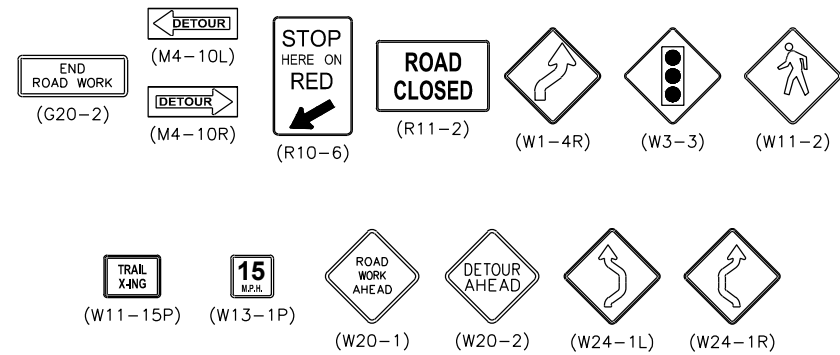 END
ROAD WORK
(G20-2)
DETOUR
(M4-10L)
DETOUR
(M4-10R)
STOP
HERE ON
RED
(R10-6)
ROAD
CLOSED
(R11-2)
(W1-4R)
(W3-3)
(W11-2)
TRAIL
X-ING
(W11-15P)
15
M.P.H.
(W13-1P)
ROAD
WORK
AHEAD
(W20-1)
DETOUR
AHEAD
(W20-2)
(W24-1L)
(W24-1R)